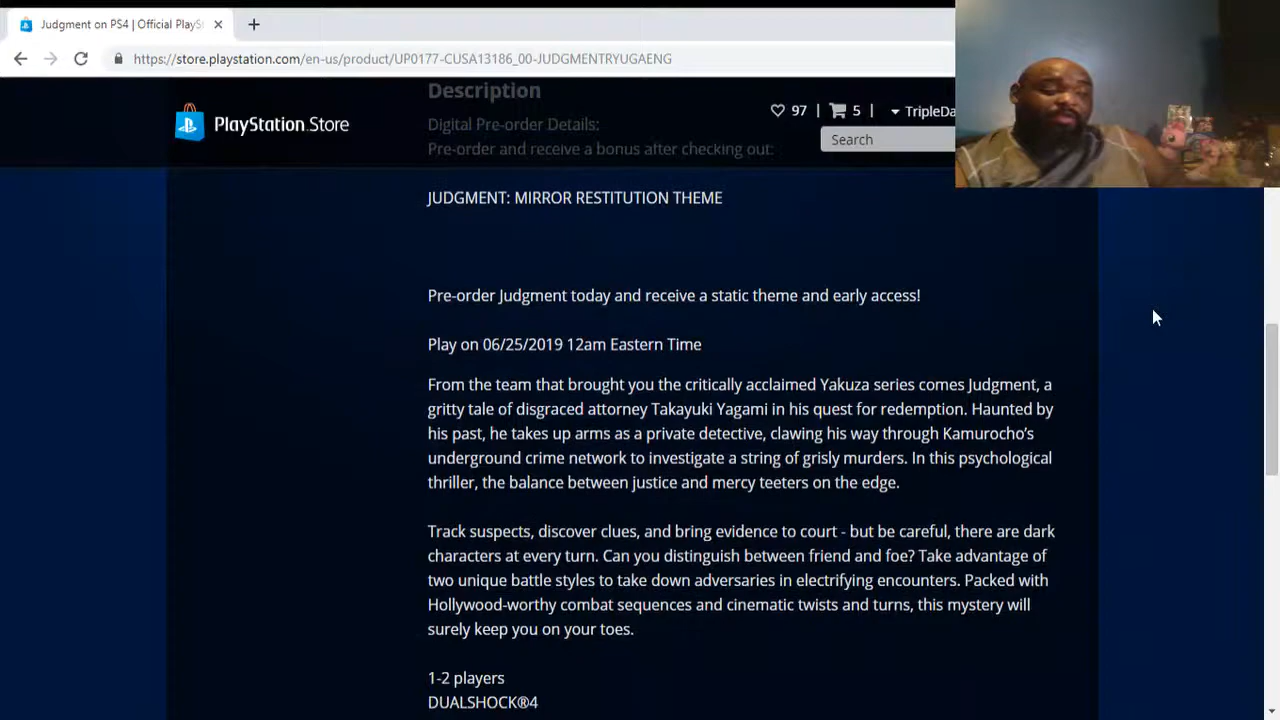 Judgment on PS4 | Official PlayS
https://store.playstation.com/en-us/product/UP0177-CUSA13186_00-JUDGMENTRYUGAENG
PlayStation.Store
97 | 5 | TripleDa
Search
Description
Digital Pre-order Details:
Pre-order and receive a bonus after checking out:
JUDGMENT: MIRROR RESTITUTION THEME
Pre-order Judgment today and receive a static theme and early access!
Play on 06/25/2019 12am Eastern Time
From the team that brought you the critically acclaimed Yakuza series comes Judgment, a
gritty tale of disgraced attorney Takayuki Yagami in his quest for redemption. Haunted by
his past, he takes up arms as a private detective, clawing his way through Kamurocho's
underground crime network to investigate a string of grisly murders. In this psychological
thriller, the balance between justice and mercy teeters on the edge.
Track suspects, discover clues, and bring evidence to court - but be careful, there are dark
characters at every turn. Can you distinguish between friend and foe? Take advantage of
two unique battle styles to take down adversaries in electrifying encounters. Packed with
Hollywood-worthy combat sequences and cinematic twists and turns, this mystery will
surely keep you on your toes.
1-2 players
DUALSHOCK®4